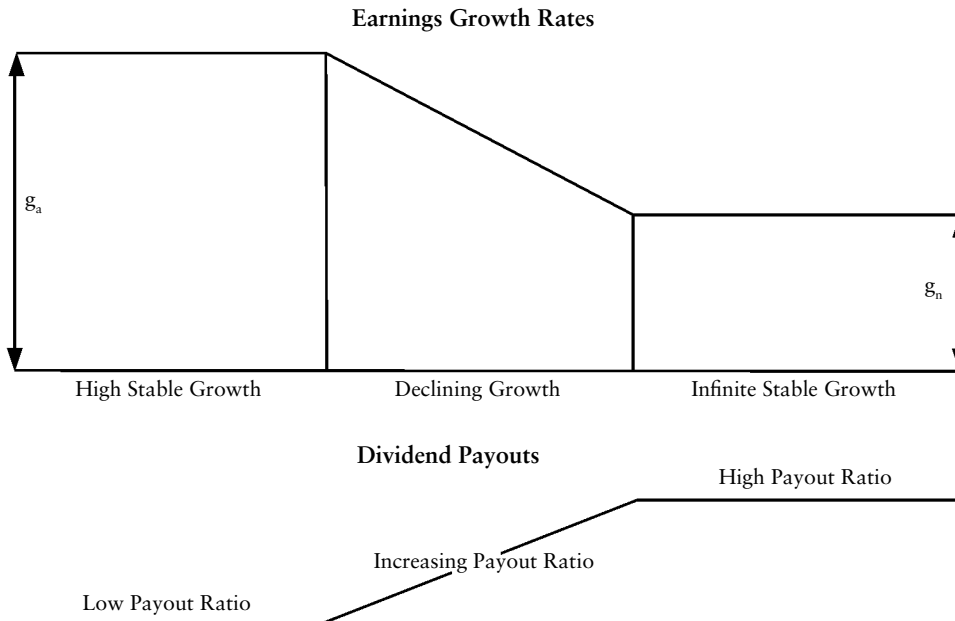 Earnings Growth Rates
gₐ
gₙ
High Stable Growth
Declining Growth
Infinite Stable Growth
Dividend Payouts
High Payout Ratio
Increasing Payout Ratio
Low Payout Ratio